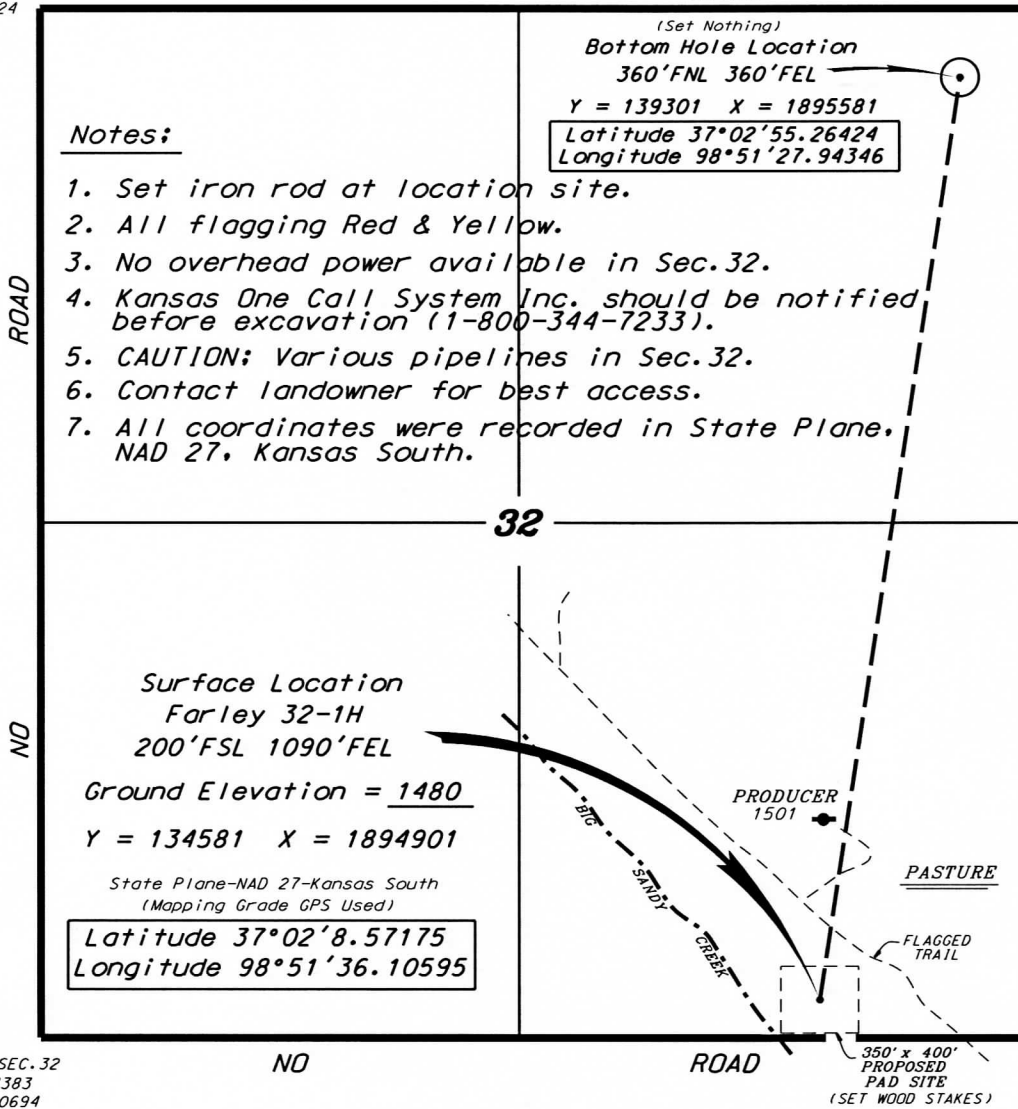 24
(Set Nothing)
Bottom Hole Location
360'FNL 360'FEL
Y = 139301 X = 1895581
Latitude 37°02'55.26424
Longitude 98°51'27.94346
Notes:
1. Set iron rod at location site.
2. All flagging Red & Yellow.
3. No overhead power available in Sec.32.
4. Kansas One Call System Inc. should be notified
before excavation (1-800-344-7233).
5. CAUTION: Various pipelines in Sec.32.
6. Contact landowner for best access.
7. All coordinates were recorded in State Plane,
NAD 27, Kansas South.
ROAD
NO
32
Surface Location
Farley 32-1H
200'FSL 1090'FEL
Ground Elevation = 1480
Y = 134581 X = 1894901
State Plane-NAD 27-Kansas South
(Mapping Grade GPS Used)
Latitude 37°02'8.57175
Longitude 98°51'36.10595
BIG
SANDY
CREEK
PRODUCER
1501
PASTURE
FLAGGED
TRAIL
350' x 400'
PROPOSED
PAD SITE
(SET WOOD STAKES)
NO ROAD
SEC.32
383
0694